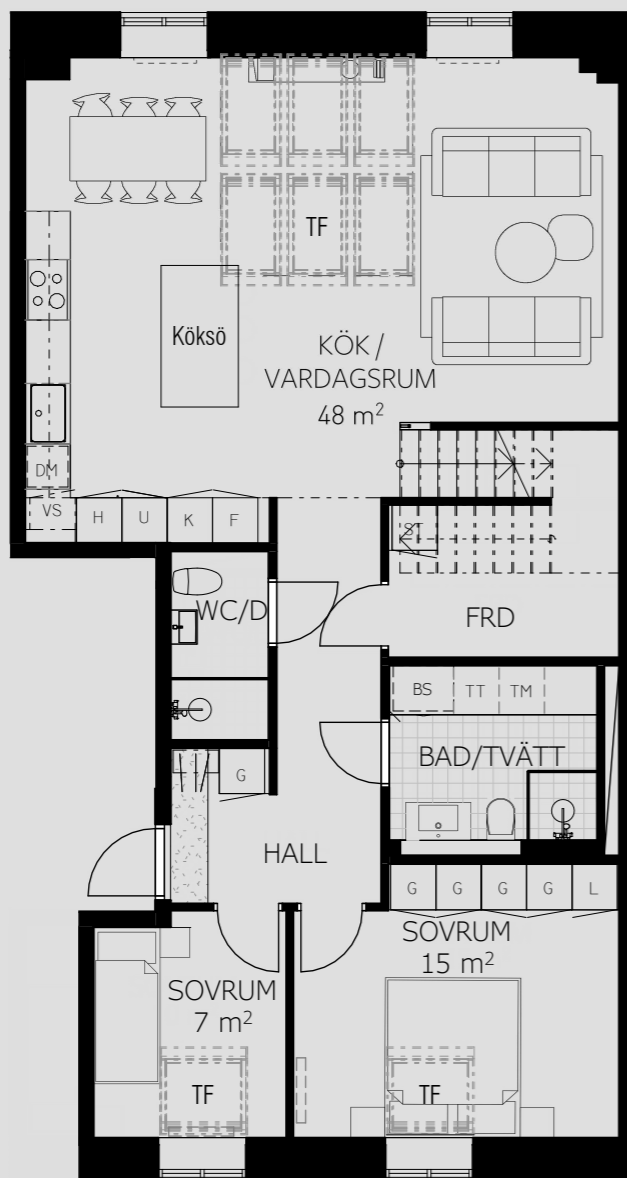 TF
Köksö
KÖK /
VARDAGSRUM
48 m²
DM
VS
H
U
K
F
ST
WC/D
FRD
BS
TT
TM
BAD/TVÄTT
G
HALL
G
G
G
G
L
SOVRUM
15 m²
SOVRUM
7 m²
TF
TF